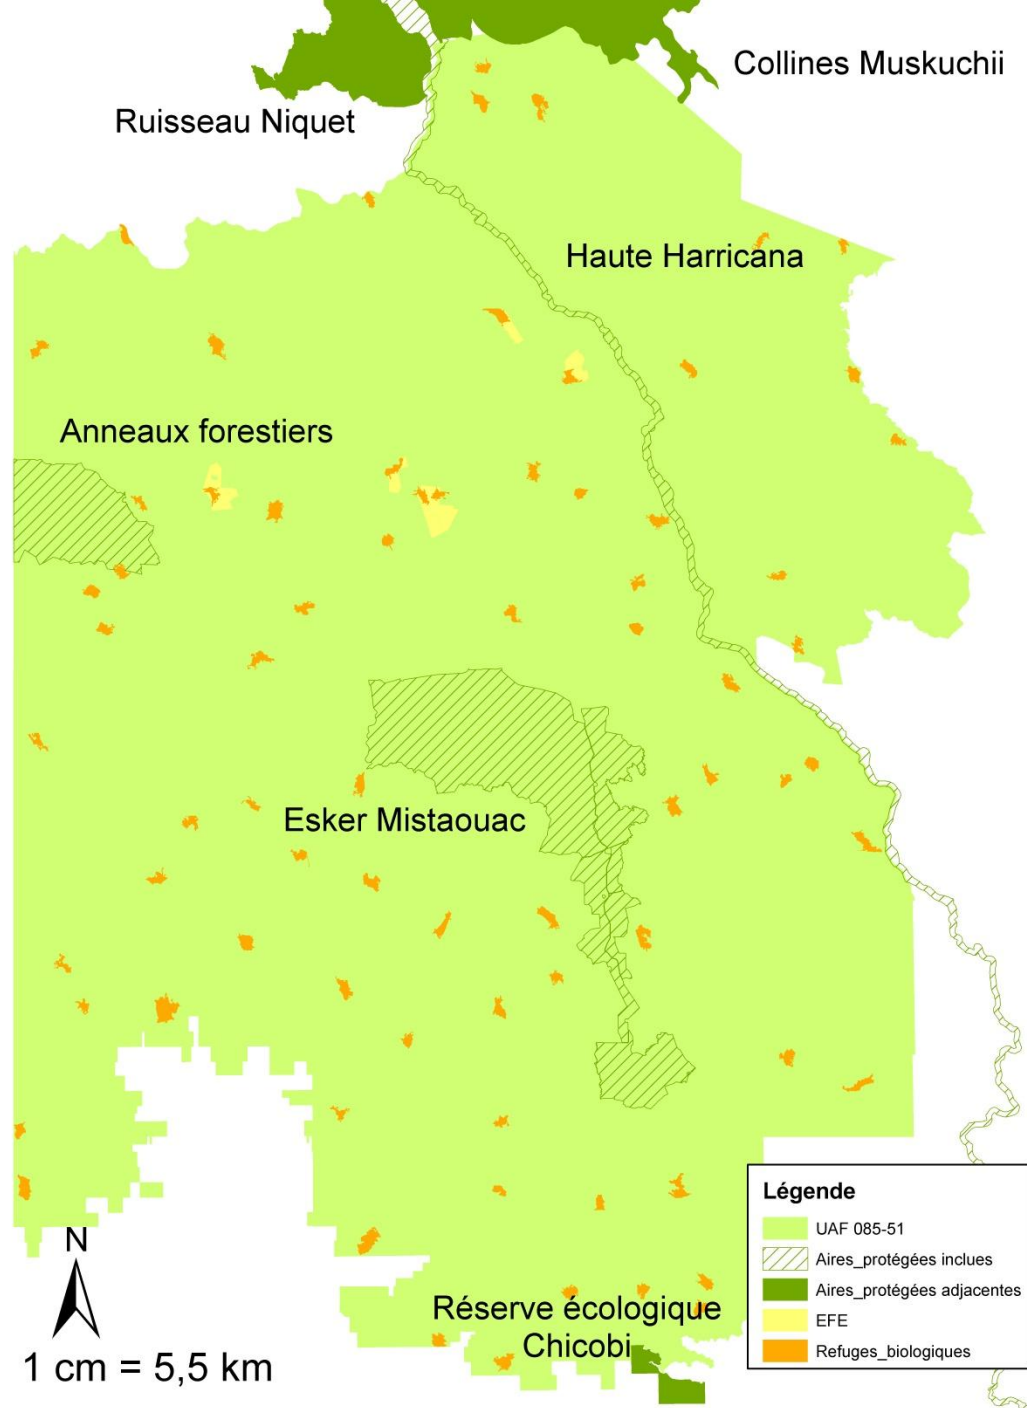 Collines Muskuchii
Ruisseau Niquet
Haute Harricana
Anneaux forestiers
Esker Mistaouac
Légende
UAF 085-51
Aires_protégées inclues
Aires_protégées adjacentes
EFE
Refuges_biologiques
N
1 cm = 5,5 km
Réserve écologique
Chicobi